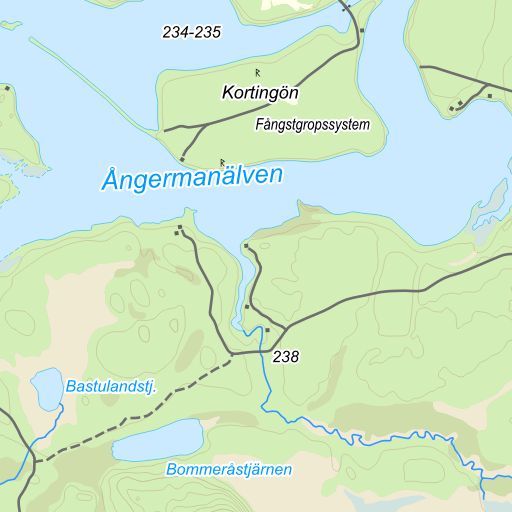 234-235
Kortingön
Fångstgropssystem
Ångermanälven
238
Bastulandstj.
Bommeråstjärnen